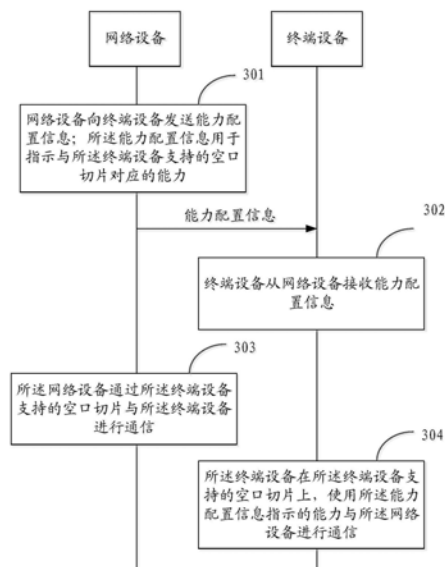 网络设备
终端设备
301
网络设备向终端设备发送能力配
置信息；所述能力配置信息用于
指示与所述终端设备支持的空口
切片对应的能力
能力配置信息
302
终端设备从网络设备接收能力配
置信息
303
所述网络设备通过所述终端设备
支持的空口切片与所述终端设备
进行通信
304
所述终端设备在所述终端设备支
持的空口切片上，使用所述能力
配置信息指示的能力与所述网络
设备进行通信